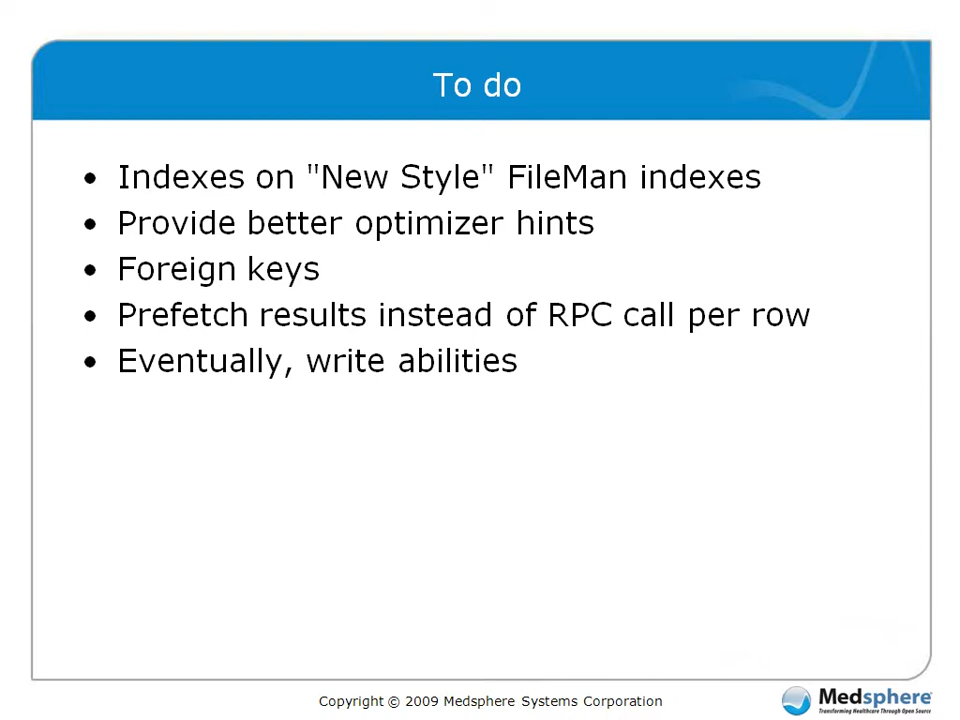 To do
• Indexes on "New Style" FileMan indexes
• Provide better optimizer hints
• Foreign keys
• Prefetch results instead of RPC call per row
• Eventually, write abilities
Copyright © 2009 Medsphere Systems Corporation
Medsphere
Transforming Healthcare Through Open Source